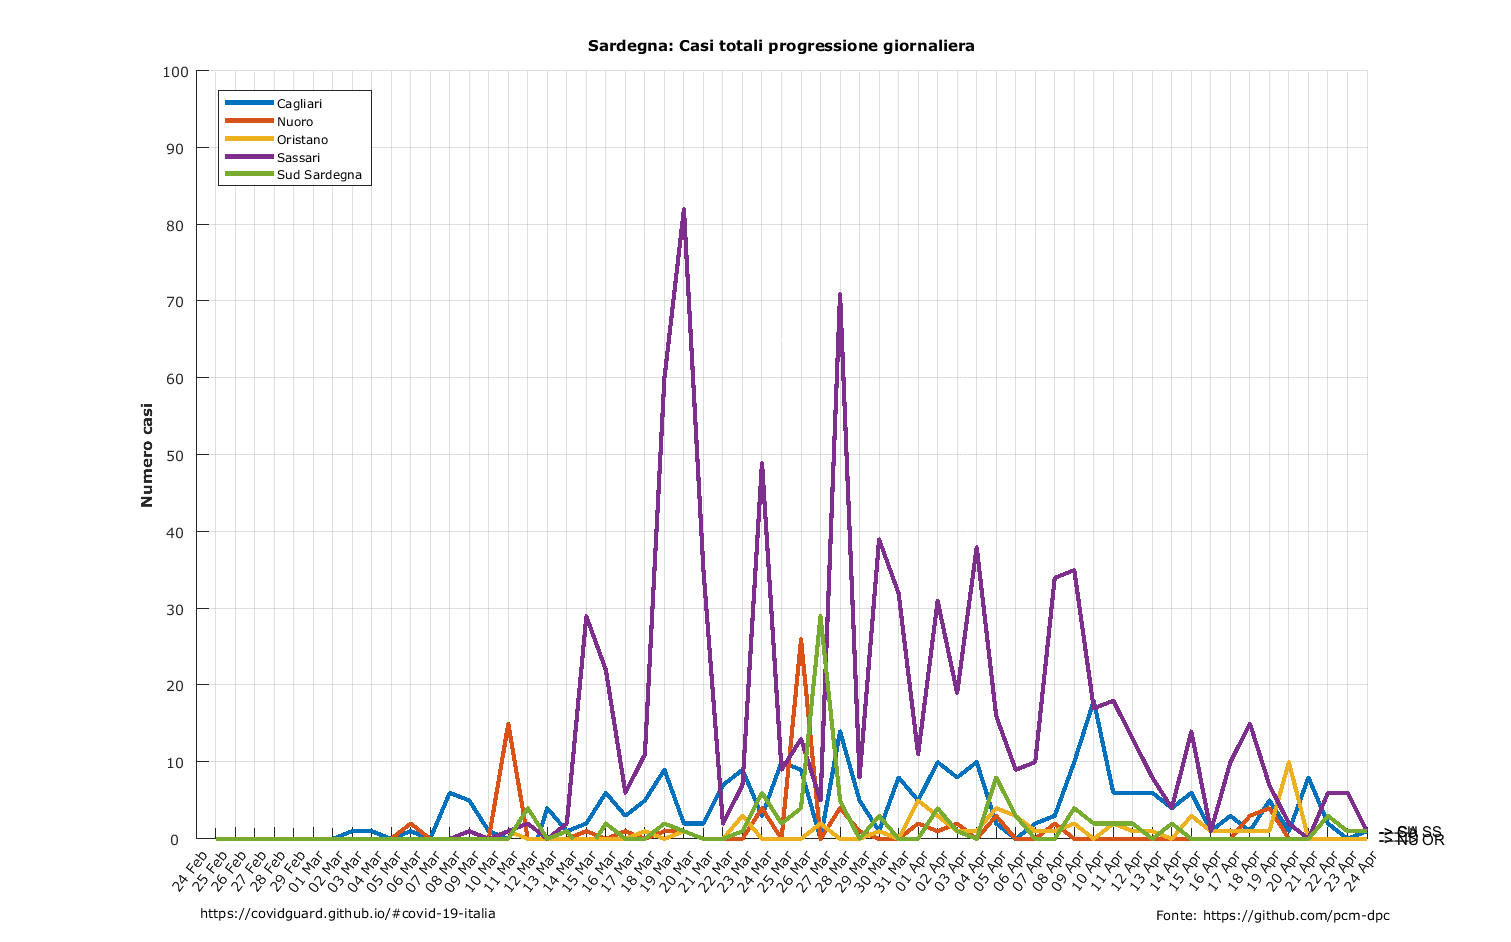 Sardegna: Casi totali progressione giornaliera
100
90
80
70
60
50
40
30
20
10
0
Numero casi
Cagliari
Nuoro
Oristano
Sassari
Sud Sardegna
24 Feb
25 Feb
26 Feb
27 Feb
28 Feb
29 Feb
01 Mar
02 Mar
03 Mar
04 Mar
05 Mar
06 Mar
07 Mar
08 Mar
09 Mar
10 Mar
11 Mar
12 Mar
13 Mar
14 Mar
15 Mar
16 Mar
17 Mar
18 Mar
19 Mar
20 Mar
21 Mar
22 Mar
23 Mar
24 Mar
25 Mar
26 Mar
27 Mar
28 Mar
29 Mar
30 Mar
31 Mar
01 Apr
02 Apr
03 Apr
04 Apr
05 Apr
06 Apr
07 Apr
08 Apr
09 Apr
10 Apr
11 Apr
12 Apr
13 Apr
14 Apr
15 Apr
16 Apr
17 Apr
18 Apr
19 Apr
20 Apr
21 Apr
22 Apr
23 Apr
24 Apr
SS
OR
https://covidguard.github.io/#covid-19-italia
Fonte: https://github.com/pcm-dpc